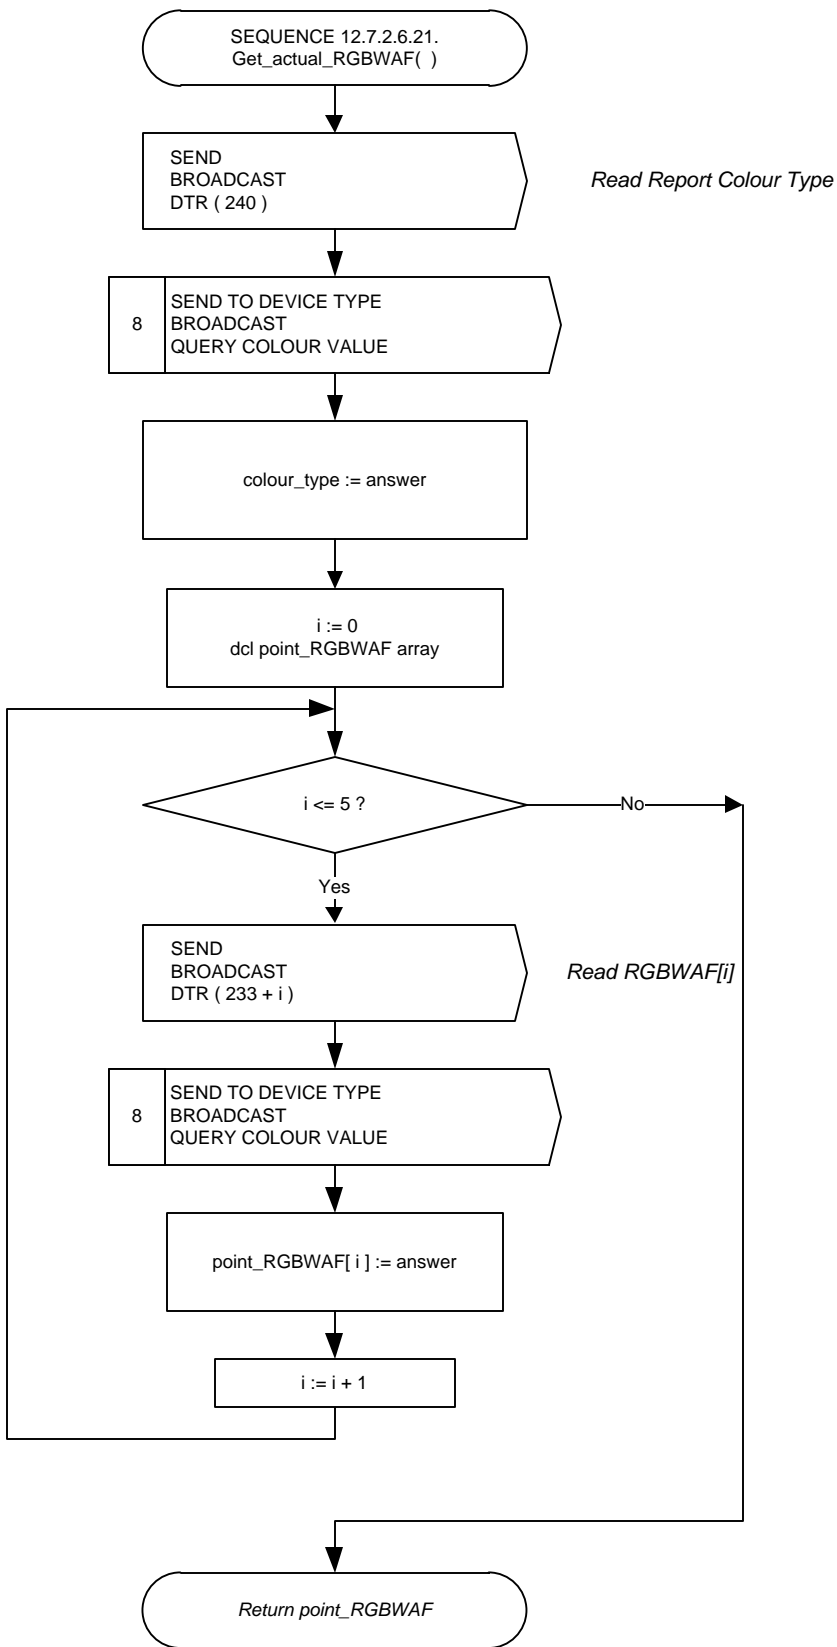 SEQUENCE 12.7.2.6.21.
Get_actual_RGBWAF( )
SEND
BROADCAST
DTR ( 240 )
Read Report Colour Type
8
SEND TO DEVICE TYPE
BROADCAST
QUERY COLOUR VALUE
colour_type := answer
i := 0
dcl point_RGBWAF array
i <= 5 ?
No
Yes
SEND
BROADCAST
DTR ( 233 + i )
Read RGBWAF[i]
8
SEND TO DEVICE TYPE
BROADCAST
QUERY COLOUR VALUE
point_RGBWAF[ i ] := answer
i := i + 1
Return point_RGBWAF